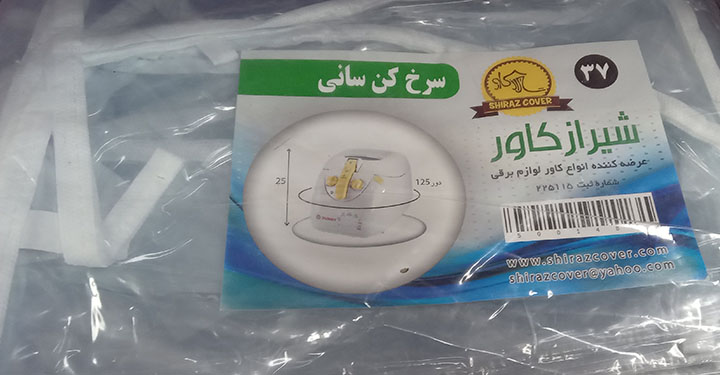 سرخ کن سانی
۳۷
SHIRAZ COVER
شیراز کاور
عرضه کننده انواع کاور لوازم برقی
شماره ثبت ۲۲۵۱۱۵
25
دور 125
www.shirazcover.com
shirazcover@yahoo.com